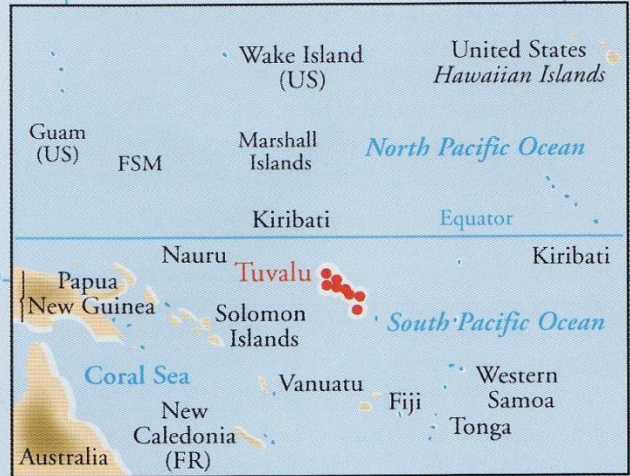 Wake Island
(US)
United States
Hawaiian Islands
Guam
(US)
FSM
Marshall
Islands
North Pacific Ocean
Kiribati
Equator
Nauru
Kiribati
Tuvalu
Papua
New Guinea
Solomon
Islands
South Pacific Ocean
Coral Sea
Vanuatu
Fiji
Western
Samoa
Tonga
New
Caledonia
(FR)
Australia